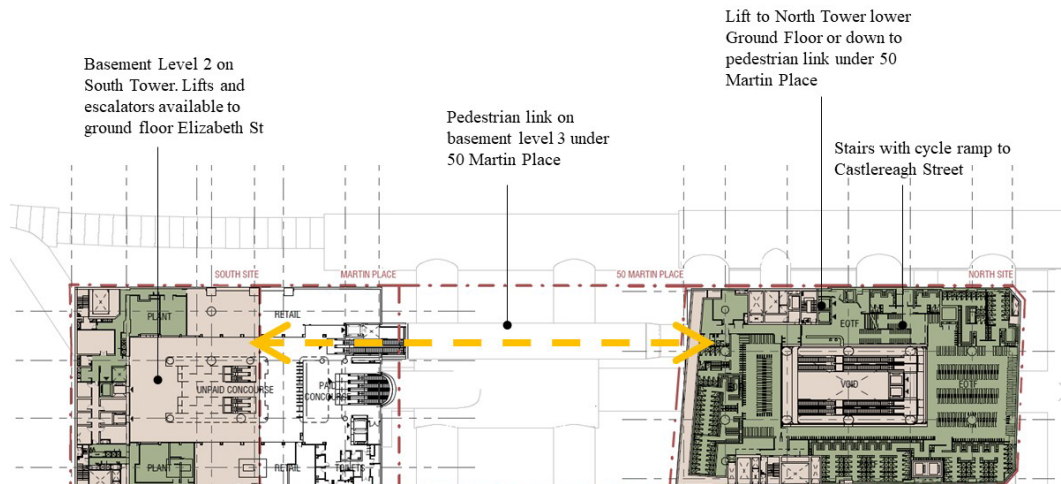 Lift to North Tower lower
Ground Floor or down to
pedestrian link under 50
Martin Place
Basement Level 2 on
South Tower. Lifts and
escalators available to
ground floor Elizabeth St
Pedestrian link on
basement level 3 under
50 Martin Place
Stairs with cycle ramp to
Castlereagh Street
SOUTH SITE
MARTIN PLACE
50 MARTIN PLACE
NORTH SITE
PLANT
RETAIL
EOTF
UNPAID CONCOURSE
CONCOURSE
VOID
EOTF
PLANT
RETAIL
TOILETS